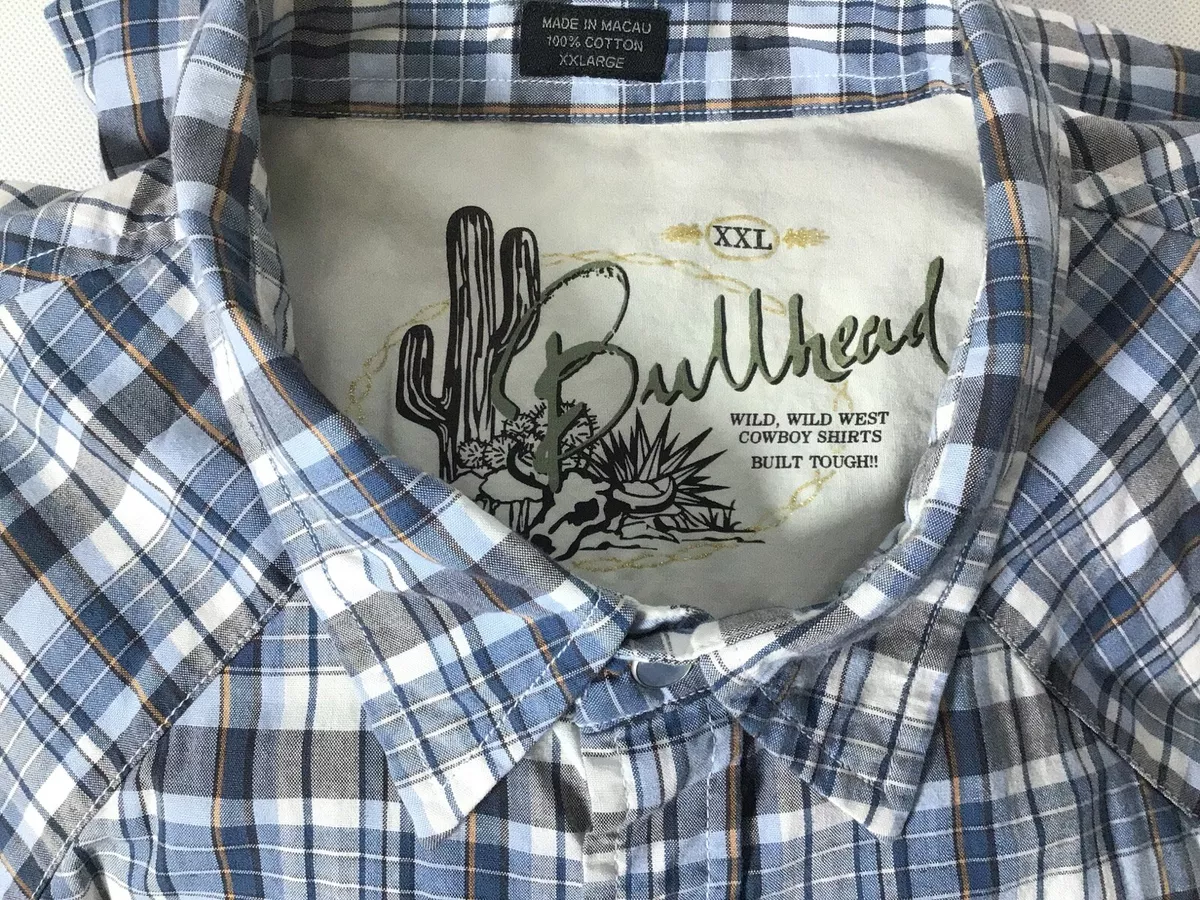 MADE IN MACAU
100% COTTON
XXLARGE
XXL
Bullhead
WILD, WILD WEST
COWBOY SHIRTS
BUILT TOUGH!!